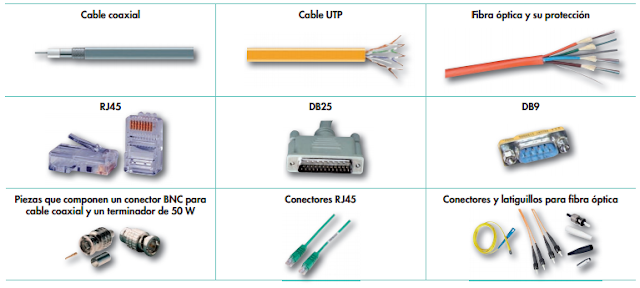 Cable coaxial
Cable UTP
Fibra óptica y su protección
RJ45
DB25
DB9
Piezas que componen un conector BNC para
cable coaxial y un terminador de 50 W
Conectores RJ45
Conectores y latiguillos para fibra óptica